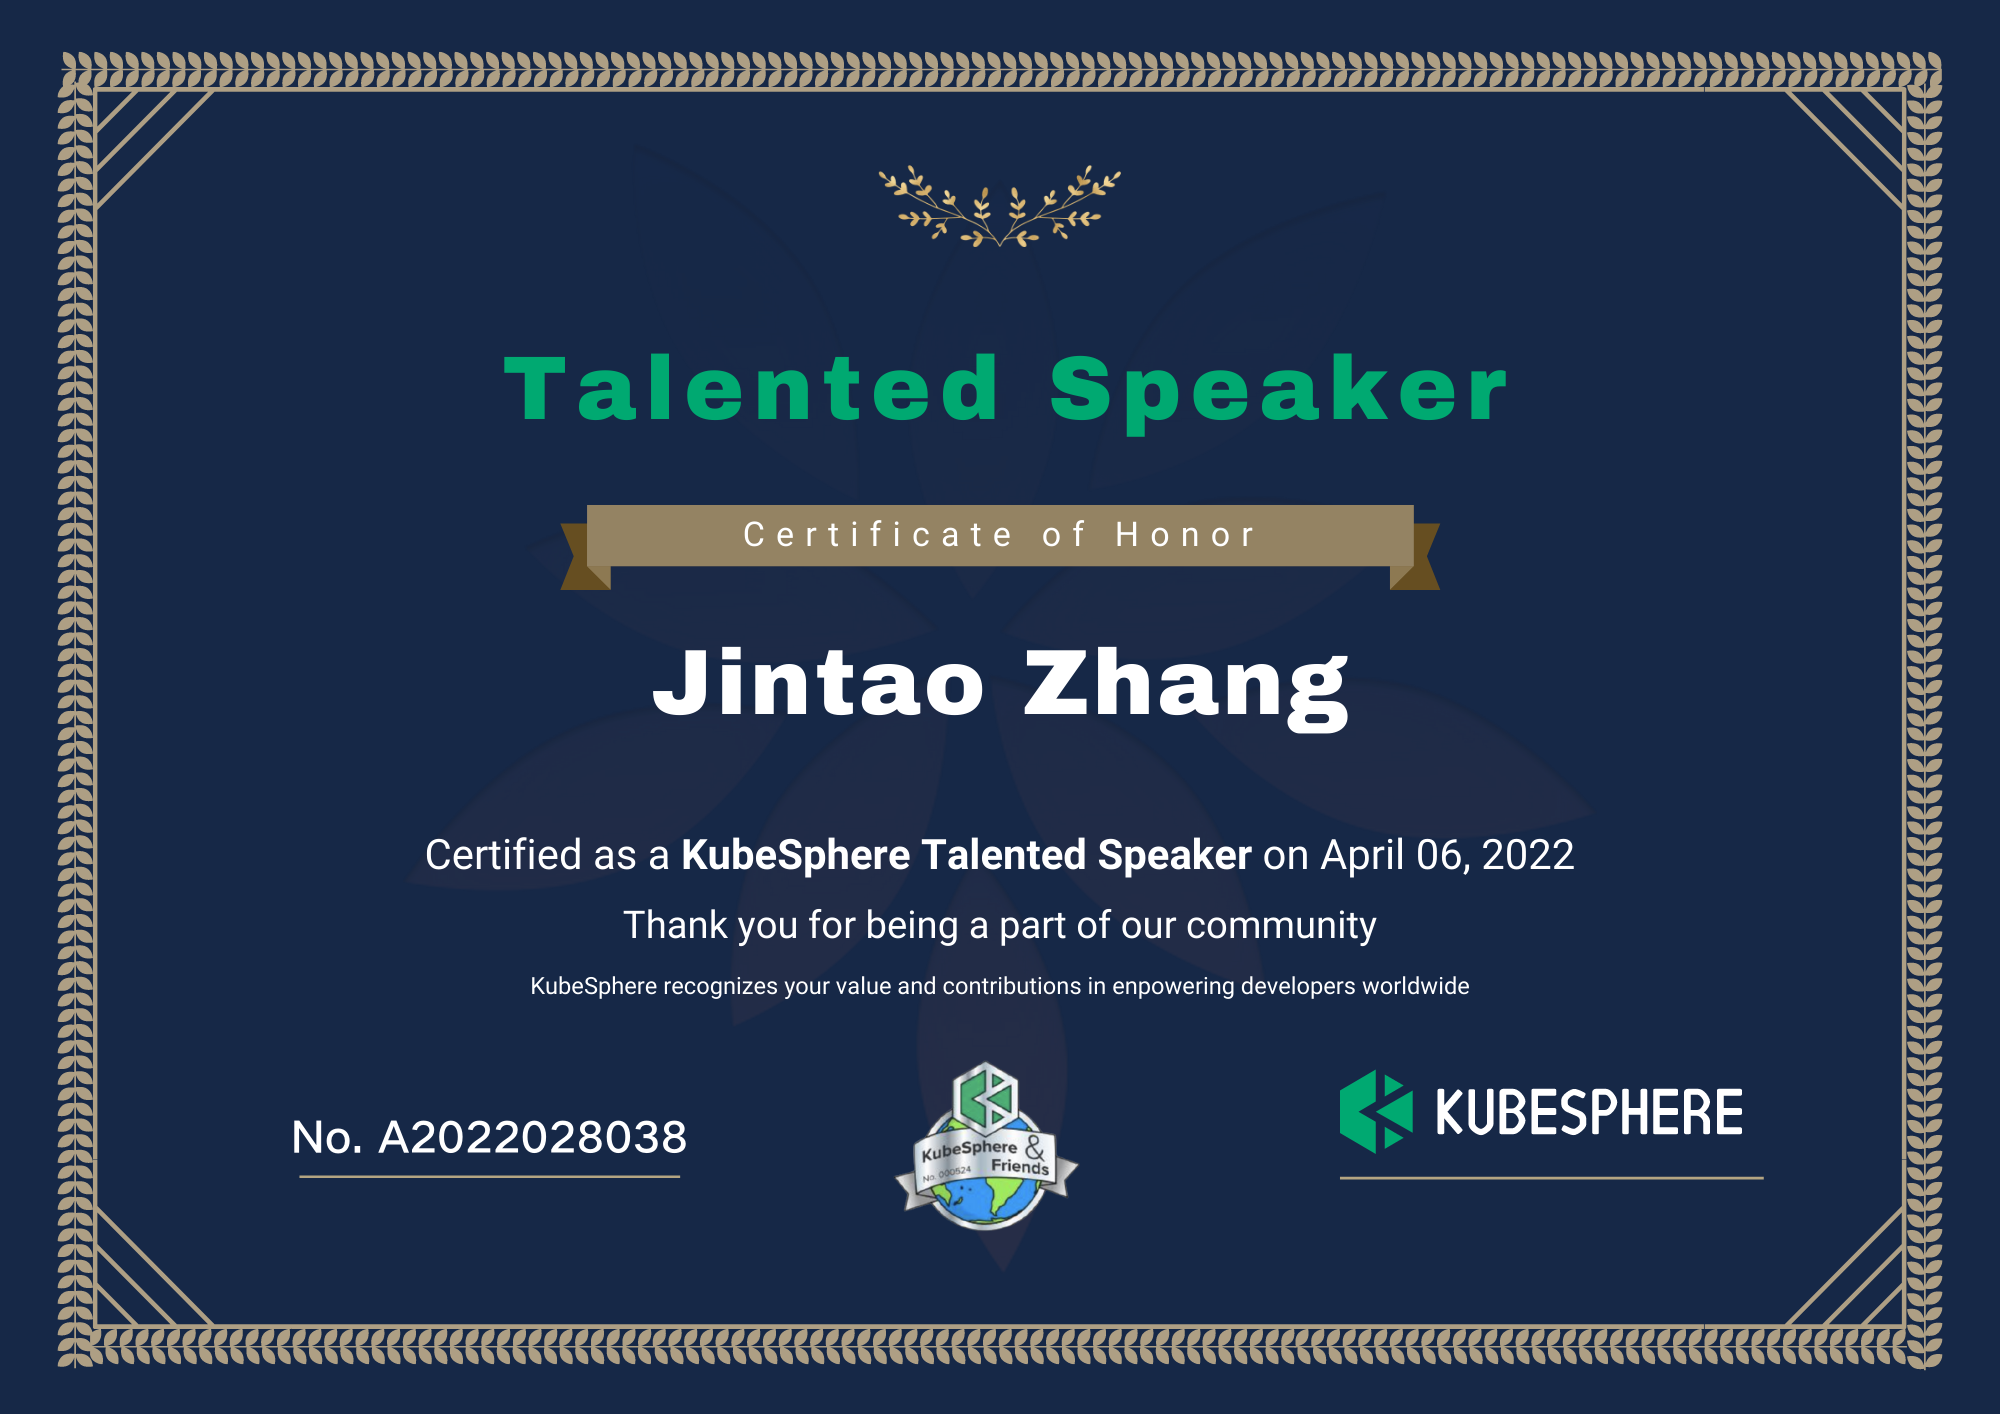 Talented Speaker
Certificate of Honor
Jintao Zhang
Certified as a KubeSphere Talented Speaker on April 06, 2022
Thank you for being a part of our community
KubeSphere recognizes your value and contributions in enpowering developers worldwide
No. A2022028038
KubeSphere &
Friends
No. 000524
KUBESPHERE